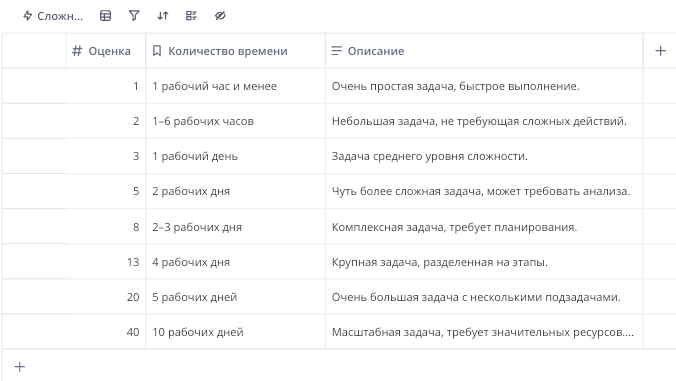 Сложн...
# Оценка Количество времени Описание
1 1 рабочий час и менее Очень простая задача, быстрое выполнение.
2 1–6 рабочих часов Небольшая задача, не требующая сложных действий.
3 1 рабочий день Задача среднего уровня сложности.
5 2 рабочих дня Чуть более сложная задача, может требовать анализа.
8 2–3 рабочих дня Комплексная задача, требует планирования.
13 4 рабочих дня Крупная задача, разделенная на этапы.
20 5 рабочих дней Очень большая задача с несколькими подзадачами.
40 10 рабочих дней Масштабная задача, требует значительных ресурсов....